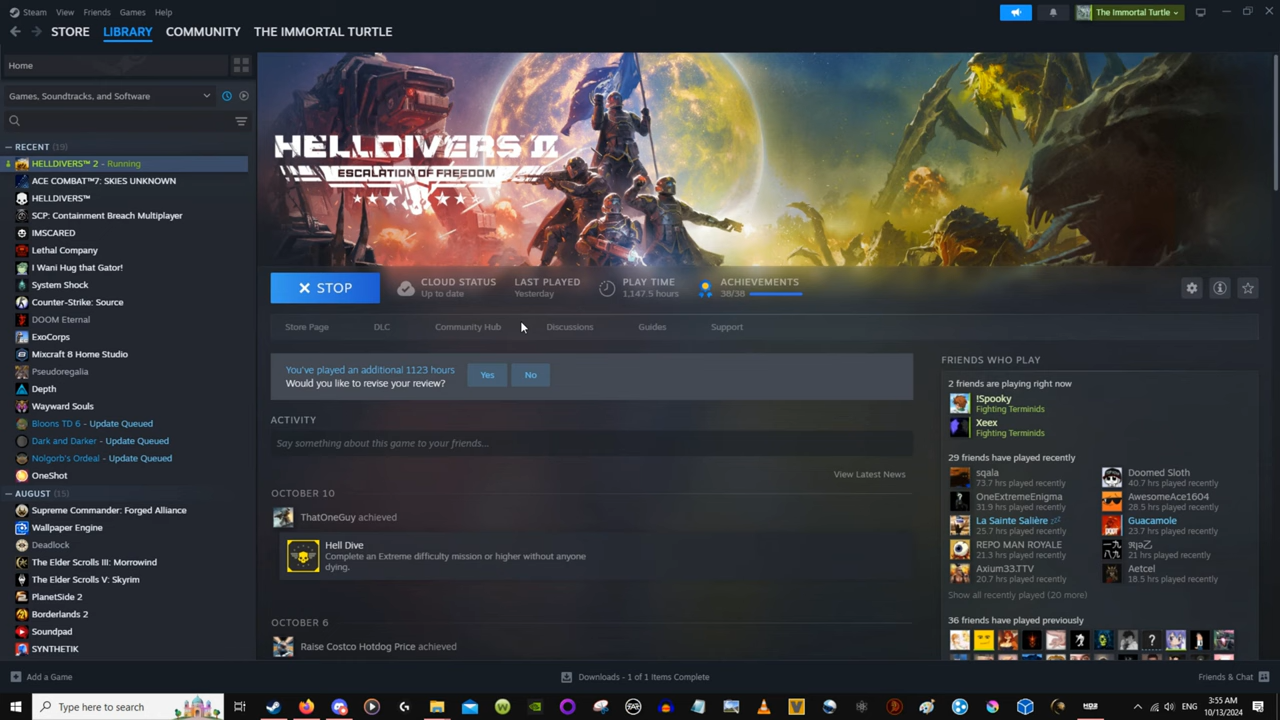 Steam View Friends Games Help
The Immortal Turtle
STORE LIBRARY COMMUNITY THE IMMORTAL TURTLE
Home
Games, Soundtracks, and Software
RECENT (19)
HELLDIVERS™ 2 - Running
ACE COMBAT™7: SKIES UNKNOWN
HELLDIVERS™
SCP: Containment Breach Multiplayer
IMSCARED
Lethal Company
I Wani Hug that Gator!
System Shock
Counter-Strike: Source
DOOM Eternal
ExoCorps
Mixcraft 8 Home Studio
Pseudoregalia
Depth
Wayward Souls
Bloons TD 6 - Update Queued
Dark and Darker - Update Queued
Nolgorb's Ordeal - Update Queued
OneShot
AUGUST (15)
Supreme Commander: Forged Alliance
Wallpaper Engine
Deadlock
The Elder Scrolls III: Morrowind
The Elder Scrolls V: Skyrim
PlanetSide 2
Borderlands 2
Soundpad
SYNTHETIK
HELLDIVERS II
ESCALATION OF FREEDOM
STOP
CLOUD STATUS
Up to date
LAST PLAYED
Yesterday
PLAY TIME
1,147.5 hours
ACHIEVEMENTS
38/38
Store Page DLC Community Hub Discussions Guides Support
You've played an additional 1123 hours
Would you like to revise your review?
Yes No
ACTIVITY
Say something about this game to your friends...
View Latest News
OCTOBER 10
ThatOneGuy achieved
Hell Dive
Complete an Extreme difficulty mission or higher without anyone
dying.
OCTOBER 6
Raise Costco Hotdog Price achieved
FRIENDS WHO PLAY
2 friends are playing right now
!Spooky
Fighting Terminids
Xeex
Fighting Terminids
29 friends have played recently
sqala
73.7 hrs played recently
Doomed Sloth
40.7 hrs played recently
OneExtremeEnigma
31.9 hrs played recently
AwesomeAce1604
28.5 hrs played recently
La Sainte Salière
25.7 hrs played recently
Guacamole
23.7 hrs played recently
REPO MAN ROYALE
21.3 hrs played recently
21 hrs played recently
Axium33.TTV
20.7 hrs played recently
Aetcel
18.5 hrs played recently
Show all recently played (20 more)
36 friends have played previously
Add a Game
Downloads - 1 of 1 Items Complete
Friends & Chat
Type here to search
3:55 AM
10/13/2024